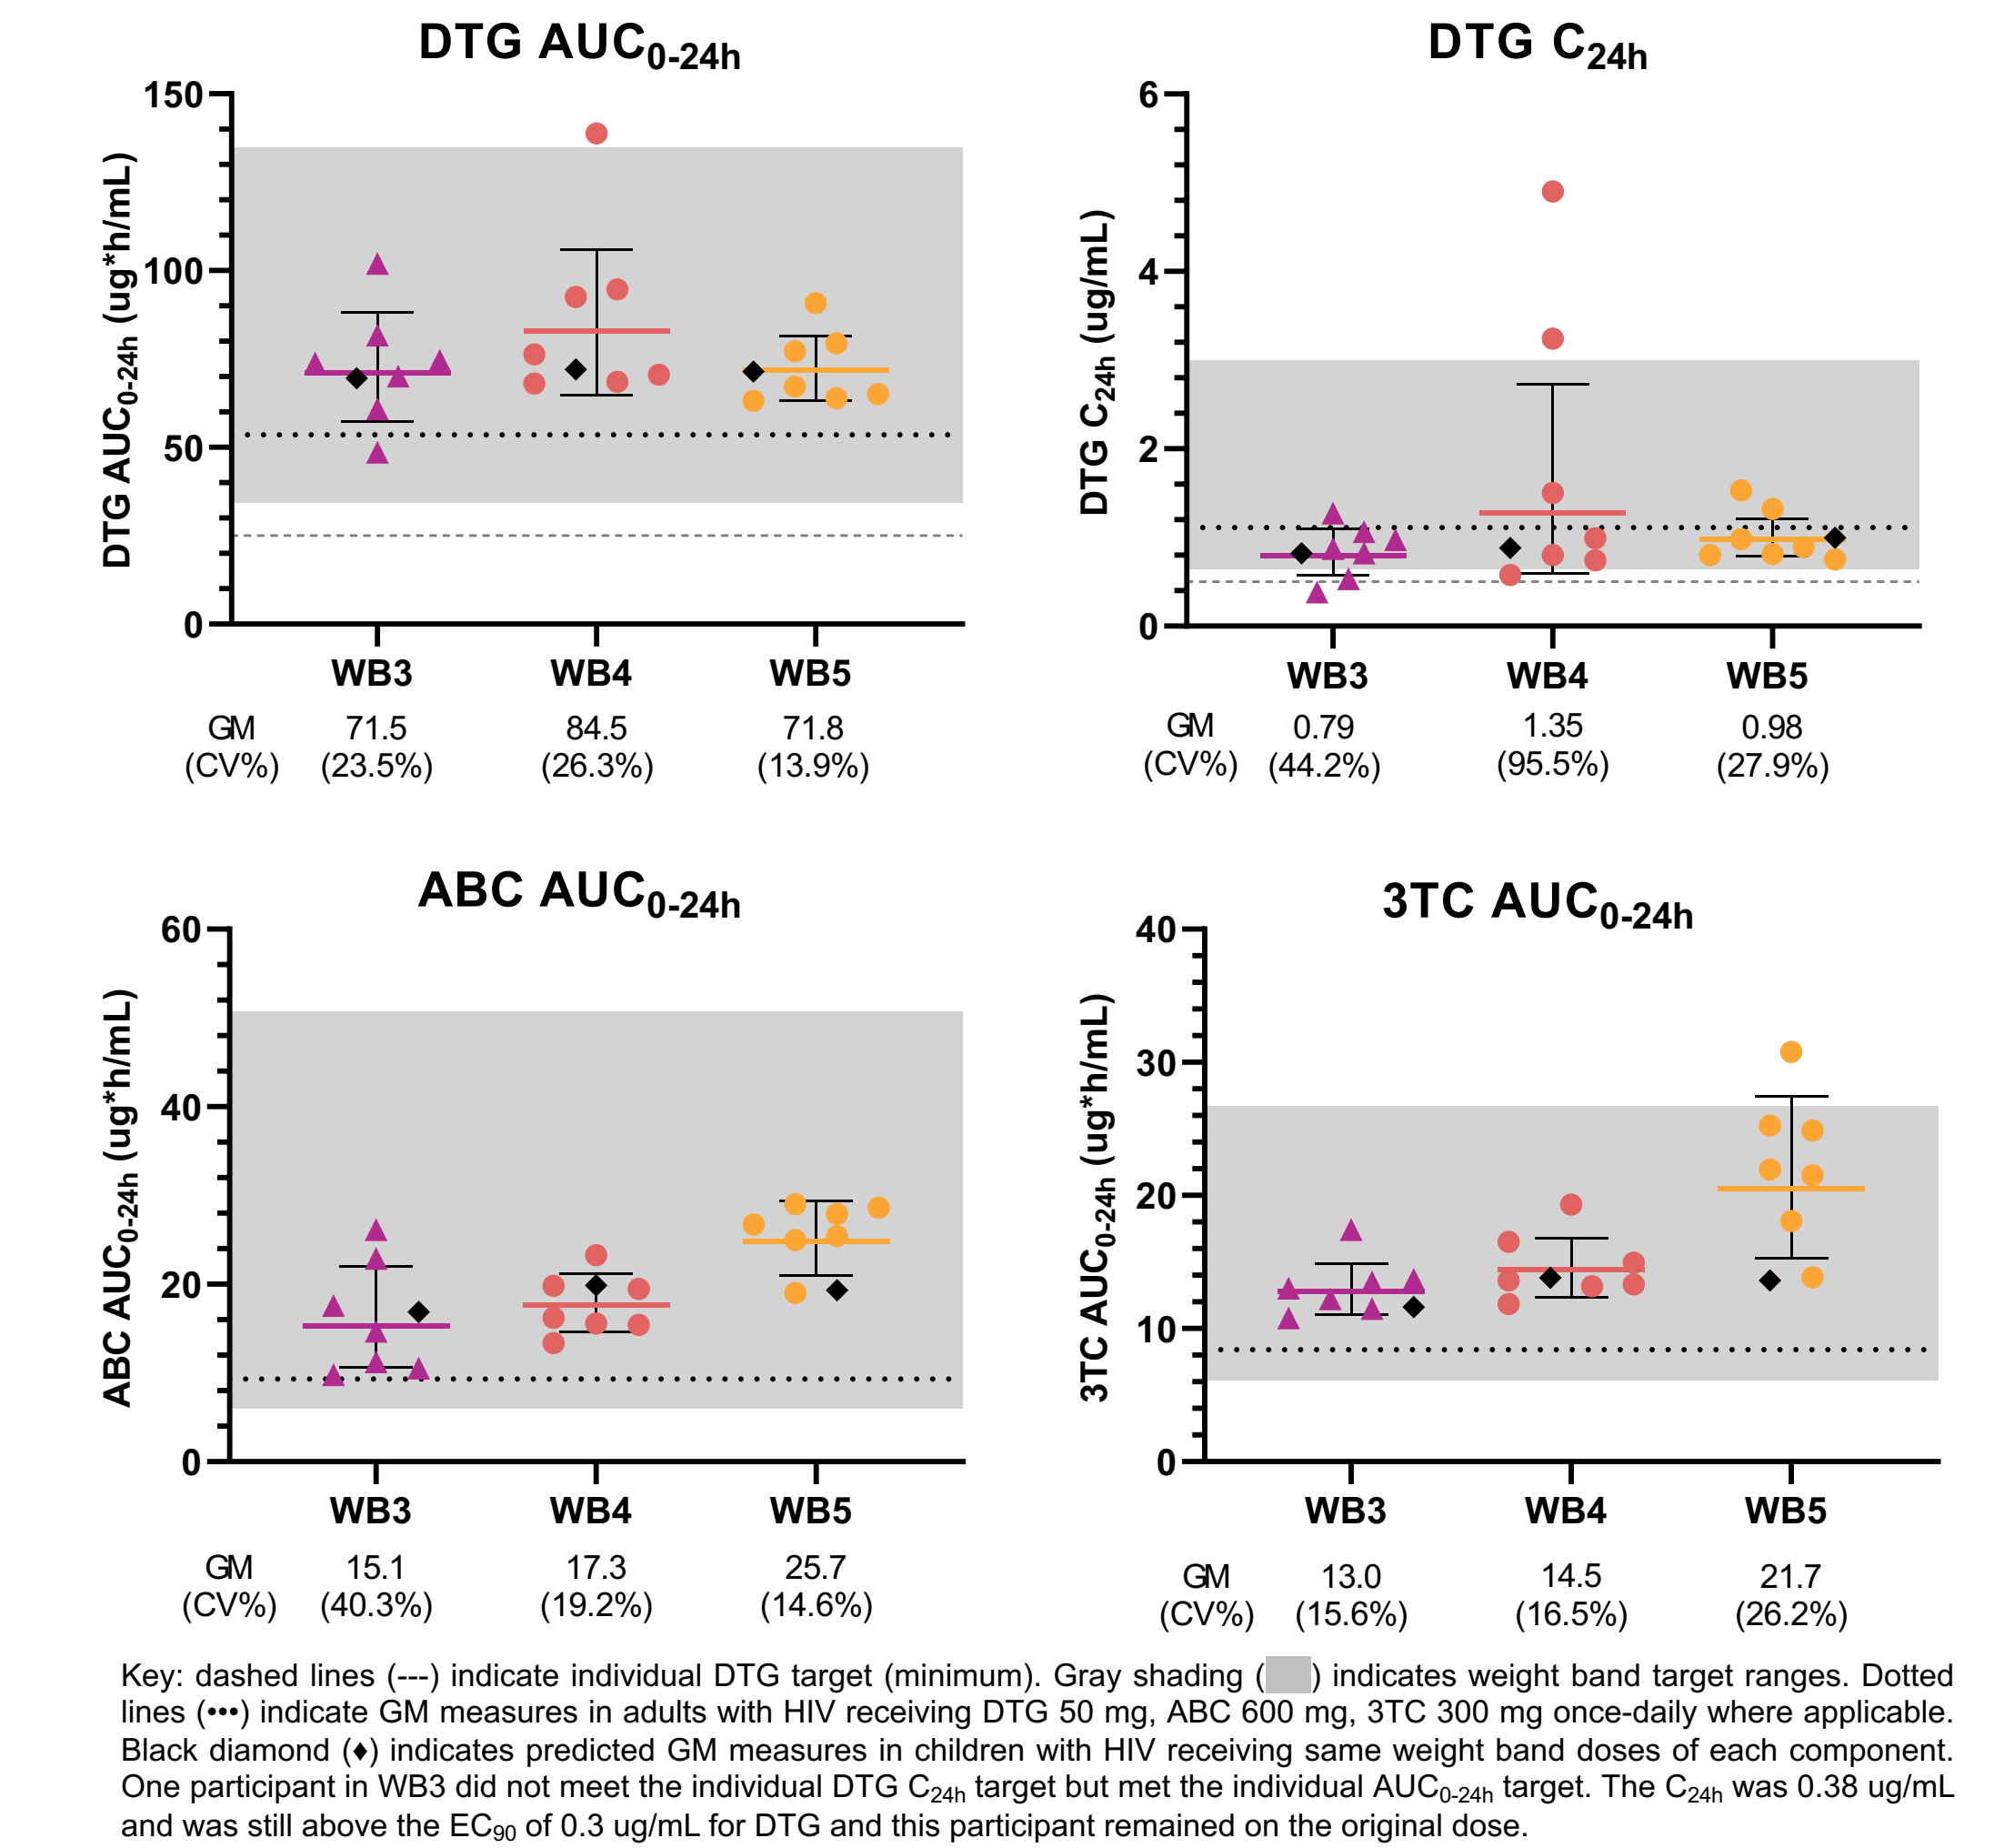 DTG AUC0-24h
DTG AUC0-24h (ug*h/mL)
150
100
50
0
WB3 WB4 WB5
GM 71.5 84.5 71.8
(CV%) (23.5%) (26.3%) (13.9%)
DTG C24h
DTG C24h (ug/mL)
6
4
2
0
WB3 WB4 WB5
GM 0.79 1.35 0.98
(CV%) (44.2%) (95.5%) (27.9%)
ABC AUC0-24h
ABC AUC0-24h (ug*h/mL)
60
40
20
0
WB3 WB4 WB5
GM 15.1 17.3 25.7
(CV%) (40.3%) (19.2%) (14.6%)
3TC AUC0-24h
3TC AUC0-24h (ug*h/mL)
40
30
20
10
0
WB3 WB4 WB5
GM 13.0 14.5 21.7
(CV%) (15.6%) (16.5%) (26.2%)
Key: dashed lines (---) indicate individual DTG target (minimum). Gray shading ( ) indicates weight band target ranges. Dotted
lines (•••) indicate GM measures in adults with HIV receiving DTG 50 mg, ABC 600 mg, 3TC 300 mg once-daily where applicable.
Black diamond (♦) indicates predicted GM measures in children with HIV receiving same weight band doses of each component.
One participant in WB3 did not meet the individual DTG C24h target but met the individual AUC0-24h target. The C24h was 0.38 ug/mL
and was still above the EC90 of 0.3 ug/mL for DTG and this participant remained on the original dose.